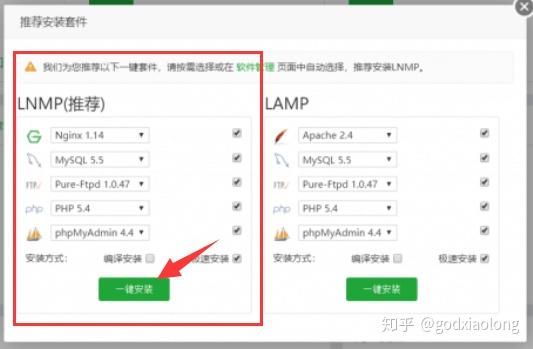 推荐安装套件
我们为您推荐以下一键套件，请按需选择或在 软件管理 页面中自动选择，推荐安装LNMP。
LNMP(推荐)
Nginx 1.14
MySQL 5.5
FTP Pure-Ftpd 1.0.47
php PHP 5.4
phpMyAdmin 4.4
安装方式： 编译安装 极速安装
一键安装
LAMP
Apache 2.4
MySQL 5.5
FTP Pure-Ftpd 1.0.47
php PHP 5.4
phpMyAdmin 4.4
安装方式： 编译安装 极速安装
一键安装
知乎 @godxiaolong